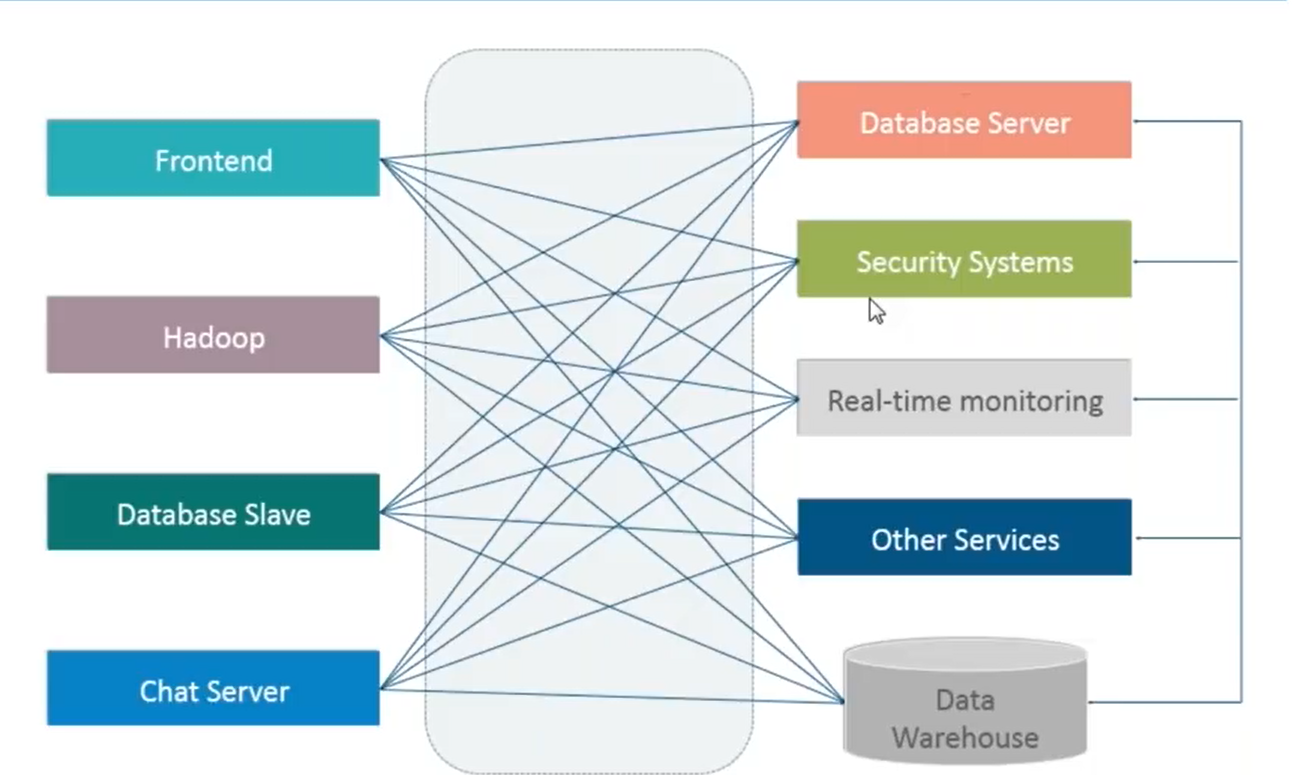 Frontend
Hadoop
Database Slave
Chat Server
Database Server
Security Systems
Real-time monitoring
Other Services
Data
Warehouse